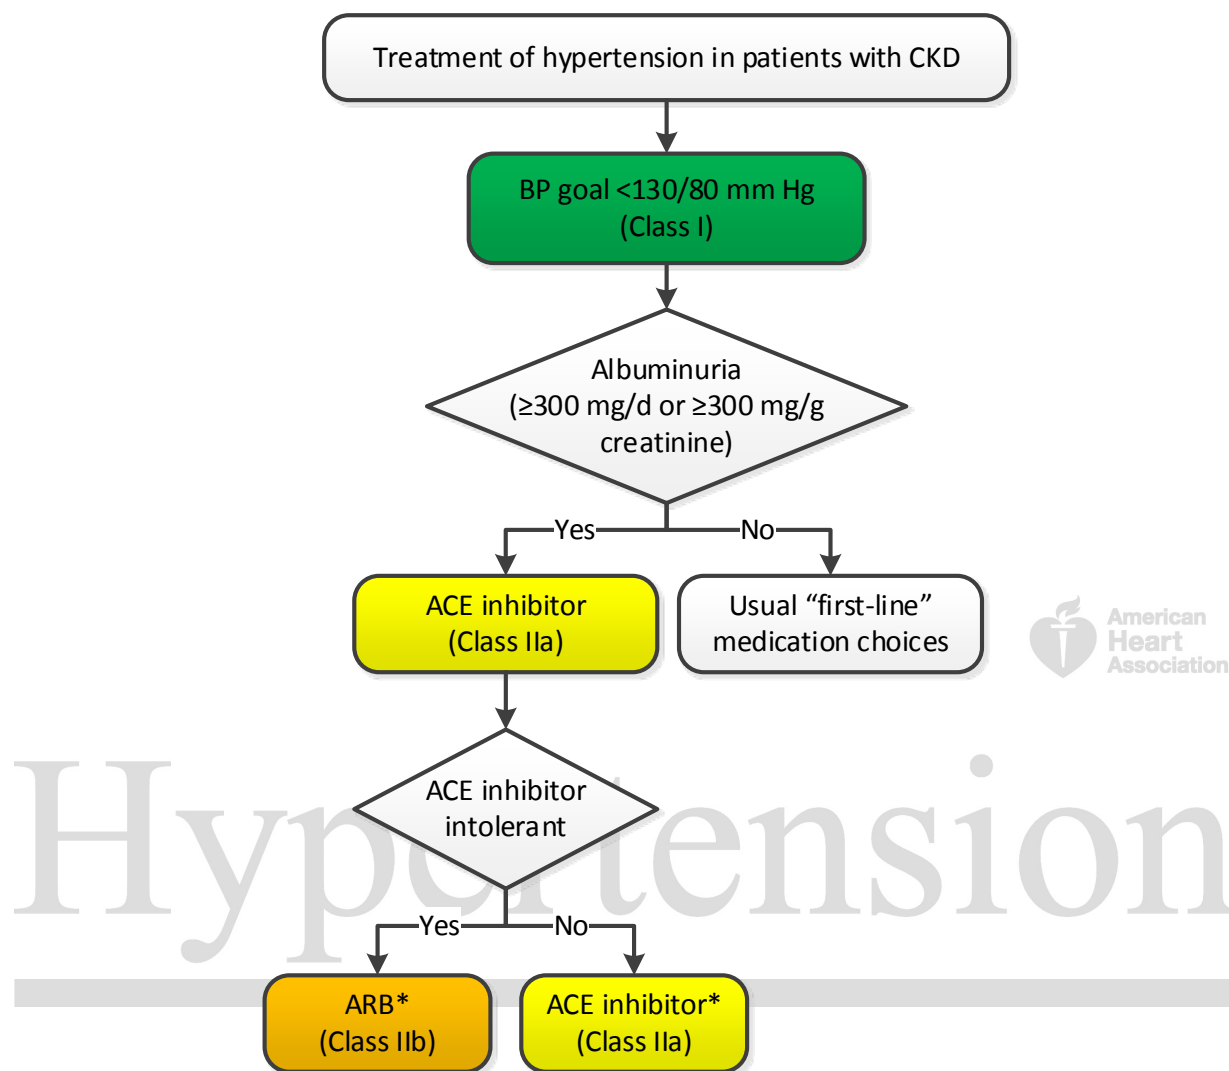 Treatment of hypertension in patients with CKD
BP goal <130/80 mm Hg
(Class I)
Albuminuria
(≥300 mg/d or ≥300 mg/g
creatinine)
Yes
No
ACE inhibitor
(Class IIa)
Usual “first-line”
medication choices
American
Heart
Association
ACE inhibitor
intolerant
Hypertension
Yes
No
ARB*
(Class IIb)
ACE inhibitor*
(Class IIa)